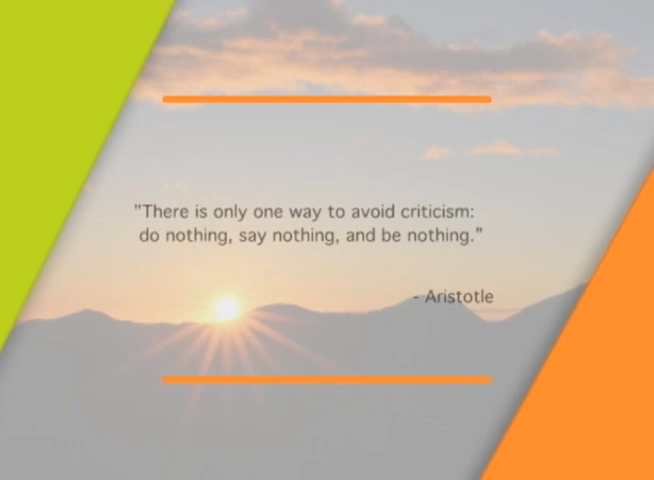 "There is only one way to avoid criticism:
do nothing, say nothing, and be nothing."
- Aristotle